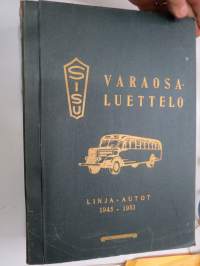 SISU
VARAOSA-
LUETTELO
LINJA-AUTOT
1945-1951